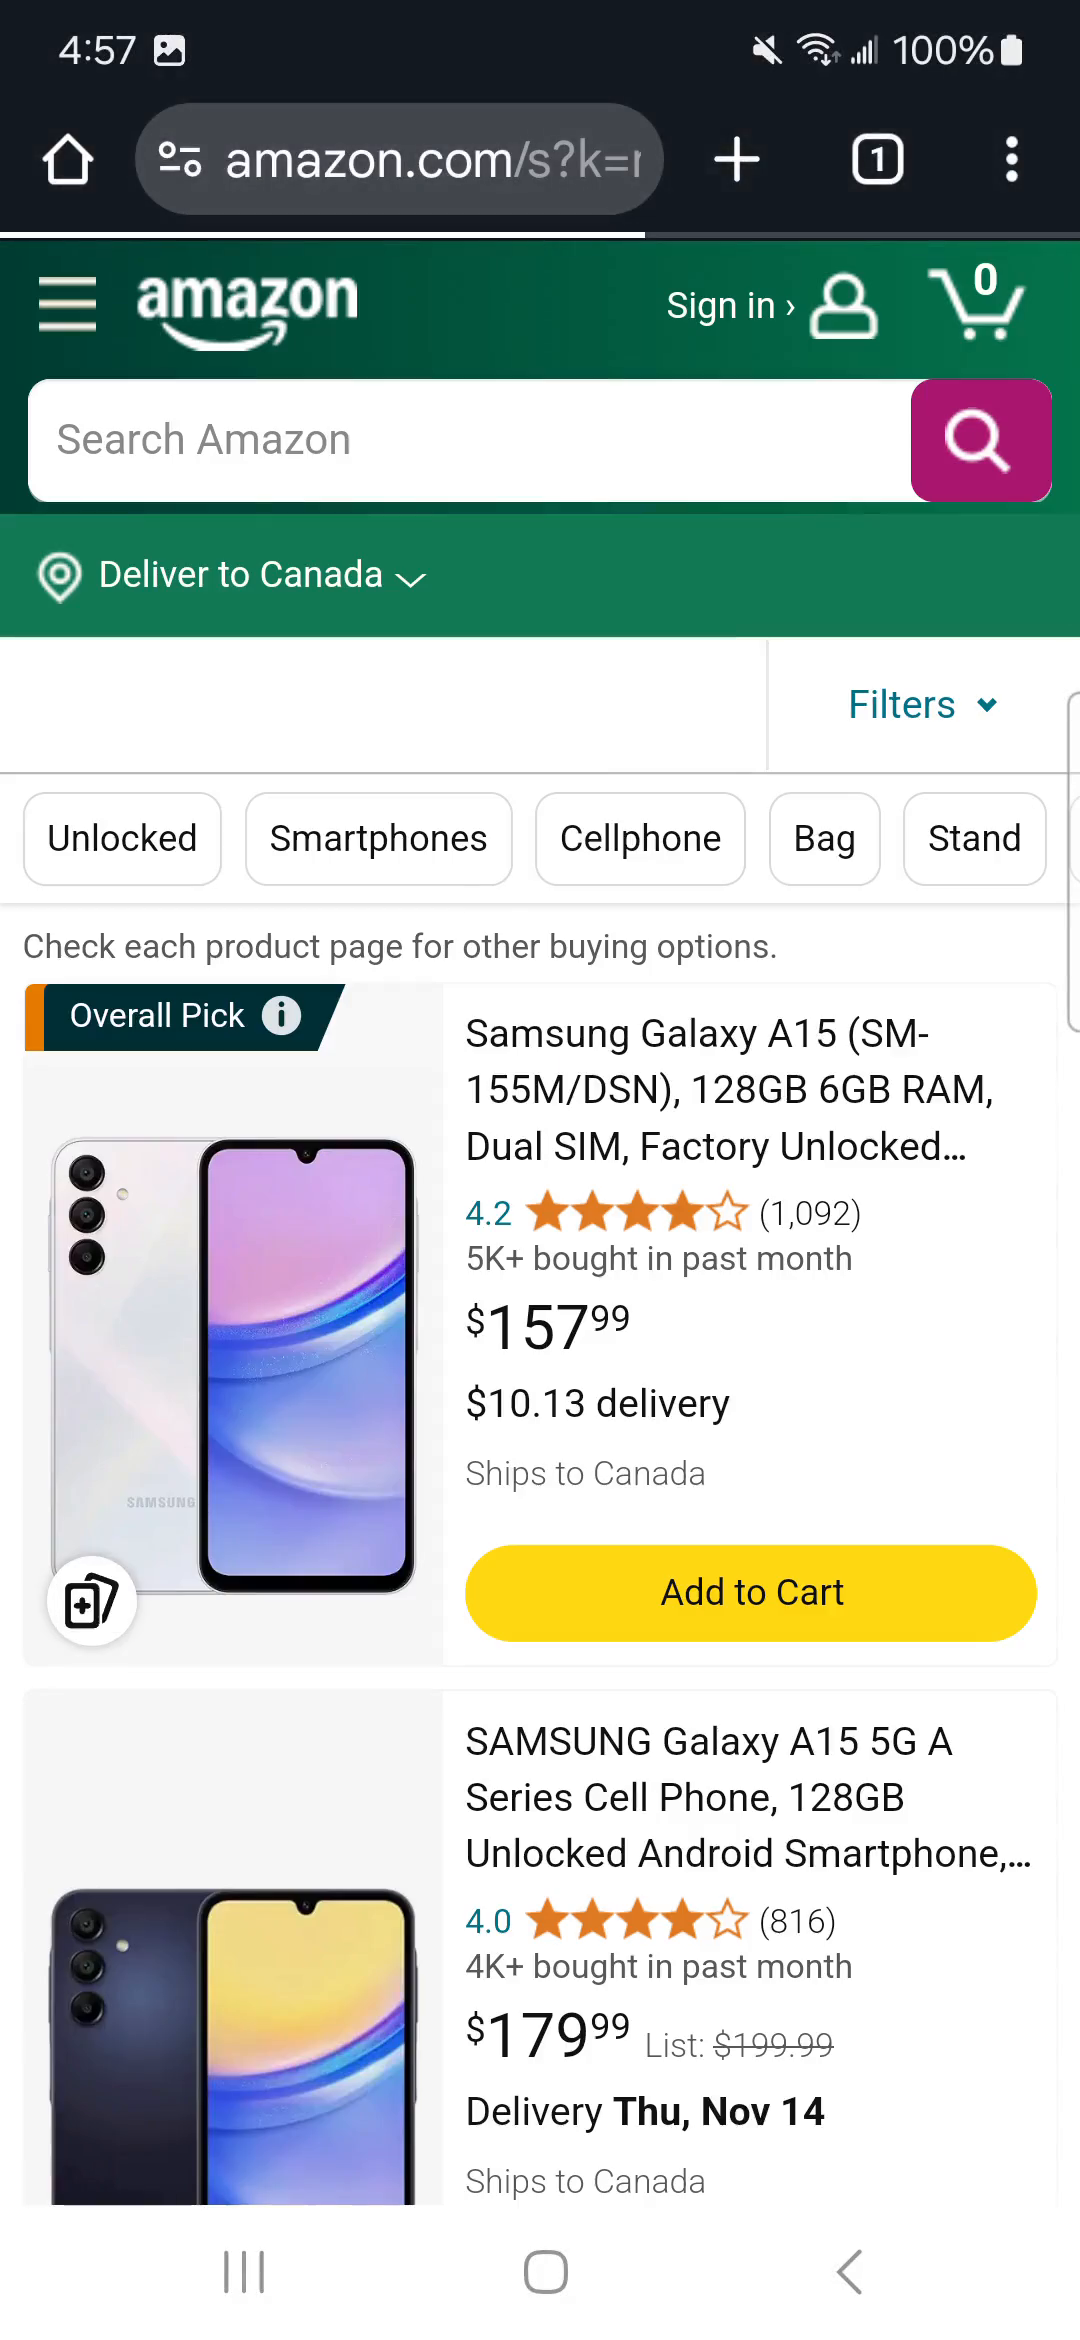 4:57
100%
amazon.com/s?k=
1
amazon
Sign in ›
0
Search Amazon
Deliver to Canada
Filters
Unlocked
Smartphones
Cellphone
Bag
Stand
Check each product page for other buying options.
Overall Pick
Samsung Galaxy A15 (SM-
155M/DSN), 128GB 6GB RAM,
Dual SIM, Factory Unlocked...
4.2 (1,092)
5K+ bought in past month
$157.99
$10.13 delivery
Ships to Canada
SAMSUNG
Add to Cart
SAMSUNG Galaxy A15 5G A
Series Cell Phone, 128GB
Unlocked Android Smartphone,...
4.0 (816)
4K+ bought in past month
$179.99 List: $199.99
Delivery Thu, Nov 14
Ships to Canada